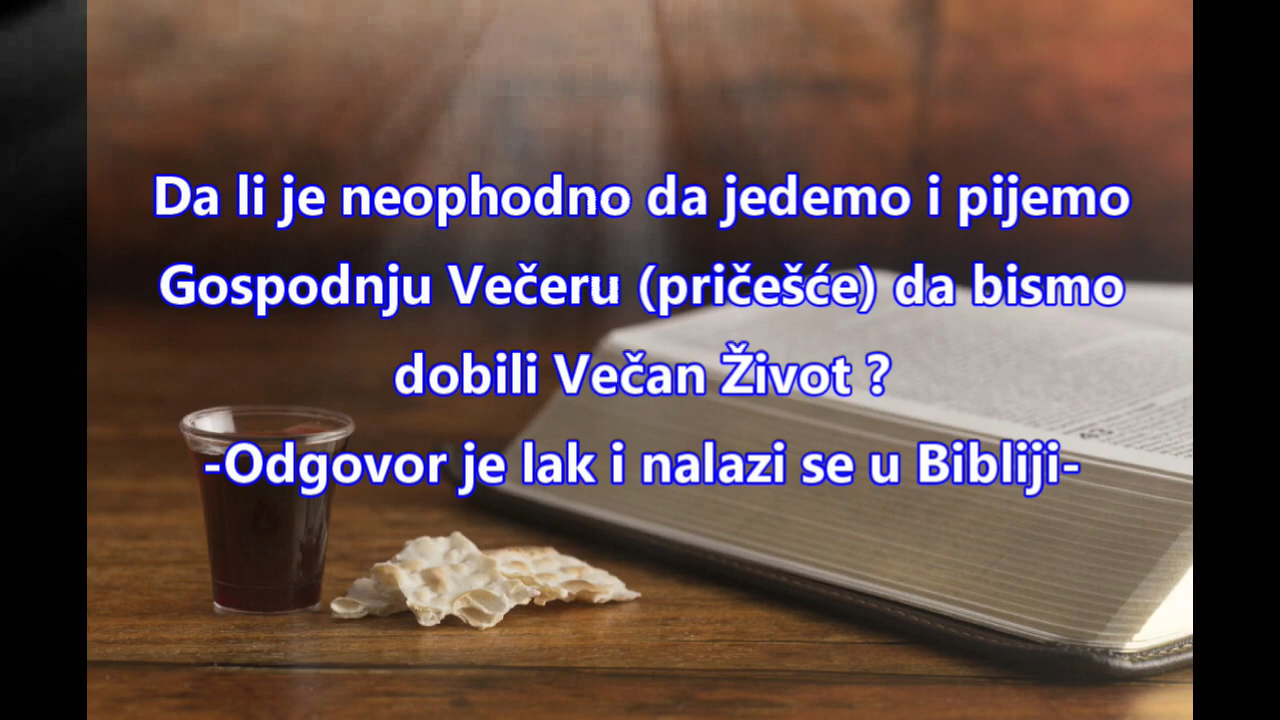 Da li je neophodno da jedemo i pijemo
Gospodnju Večeru (pričešće) da bismo
dobili Večan Život ?
-Odgovor je lak i nalazi se u Bibliji-